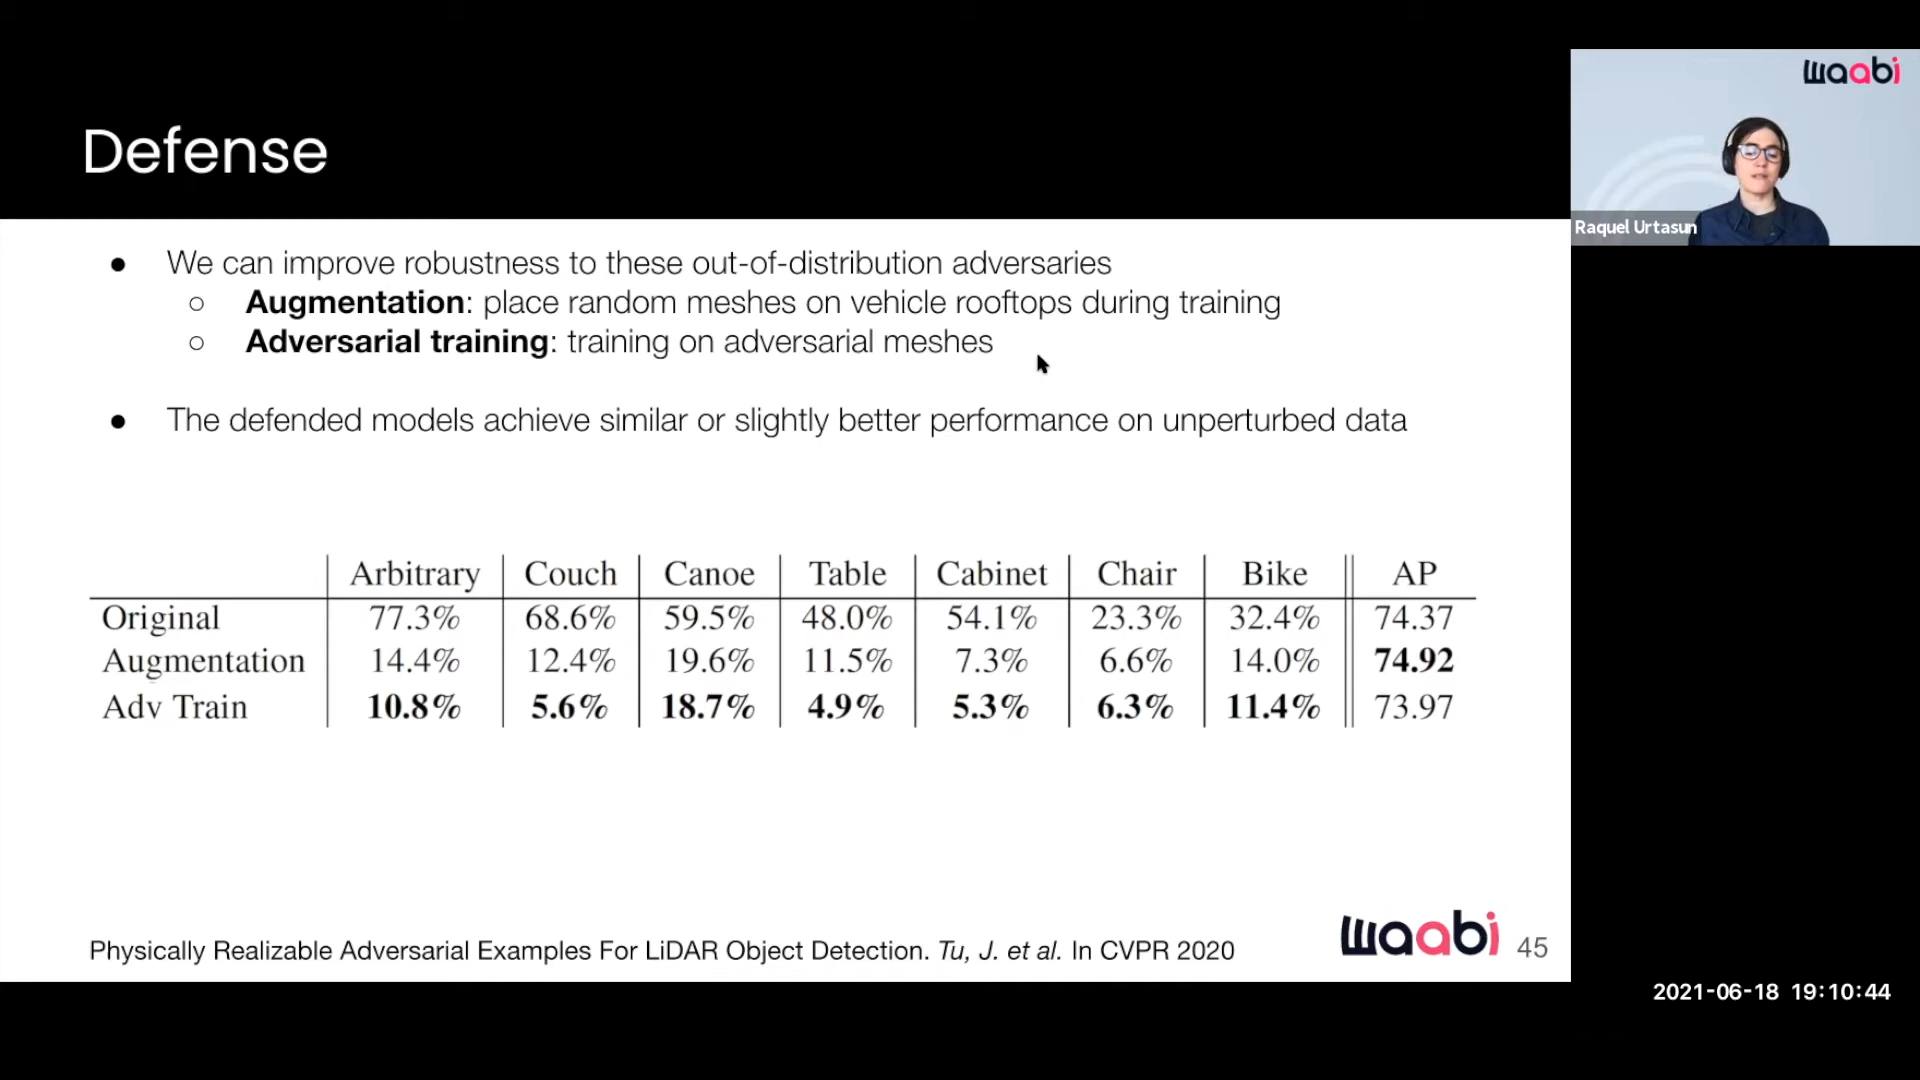 Defense
waabi
Raquel Urtasun
● We can improve robustness to these out-of-distribution adversaries
○ Augmentation: place random meshes on vehicle rooftops during training
○ Adversarial training: training on adversarial meshes
● The defended models achieve similar or slightly better performance on unperturbed data
Arbitrary Couch Canoe Table Cabinet Chair Bike AP
Original 77.3% 68.6% 59.5% 48.0% 54.1% 23.3% 32.4% 74.37
Augmentation 14.4% 12.4% 19.6% 11.5% 7.3% 6.6% 14.0% 74.92
Adv Train 10.8% 5.6% 18.7% 4.9% 5.3% 6.3% 11.4% 73.97
Physically Realizable Adversarial Examples For LiDAR Object Detection. Tu, J. et al. In CVPR 2020
waabi 45
2021-06-18 19:10:44